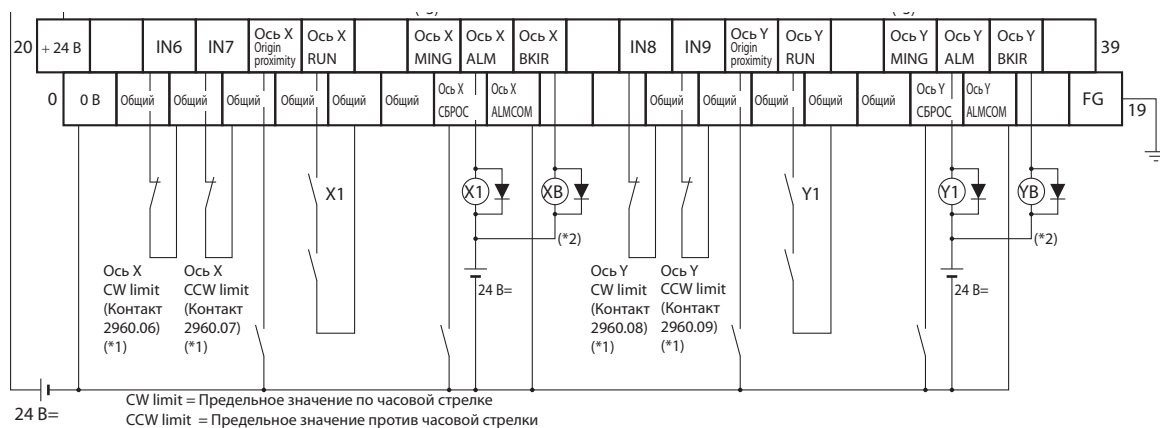 20 + 24 В IN6 IN7 Ось X Origin proximity Ось X RUN Ось X MING Ось X ALM Ось X BKIR IN8 IN9 Ось Y Origin proximity Ось Y RUN Ось Y MING Ось Y ALM Ось Y BKIR 39
0 0 В Общий Общий Общий Общий Общий Общий Ось X СБРОС Ось X ALMCOM Общий Общий Общий Общий Общий Ось Y СБРОС Ось Y ALMCOM FG 19
X1 X1 XB Y1 Y1 YB
(*2) (*2)
Ось X CW limit (Контакт 2960.06) (*1)
Ось X CCW limit (Контакт 2960.07) (*1)
24 В=
Ось Y CW limit (Контакт 2960.08) (*1)
Ось Y CCW limit (Контакт 2960.09) (*1)
24 В=
24 В=
CW limit = Предельное значение по часовой стрелке
CCW limit = Предельное значение против часовой стрелки